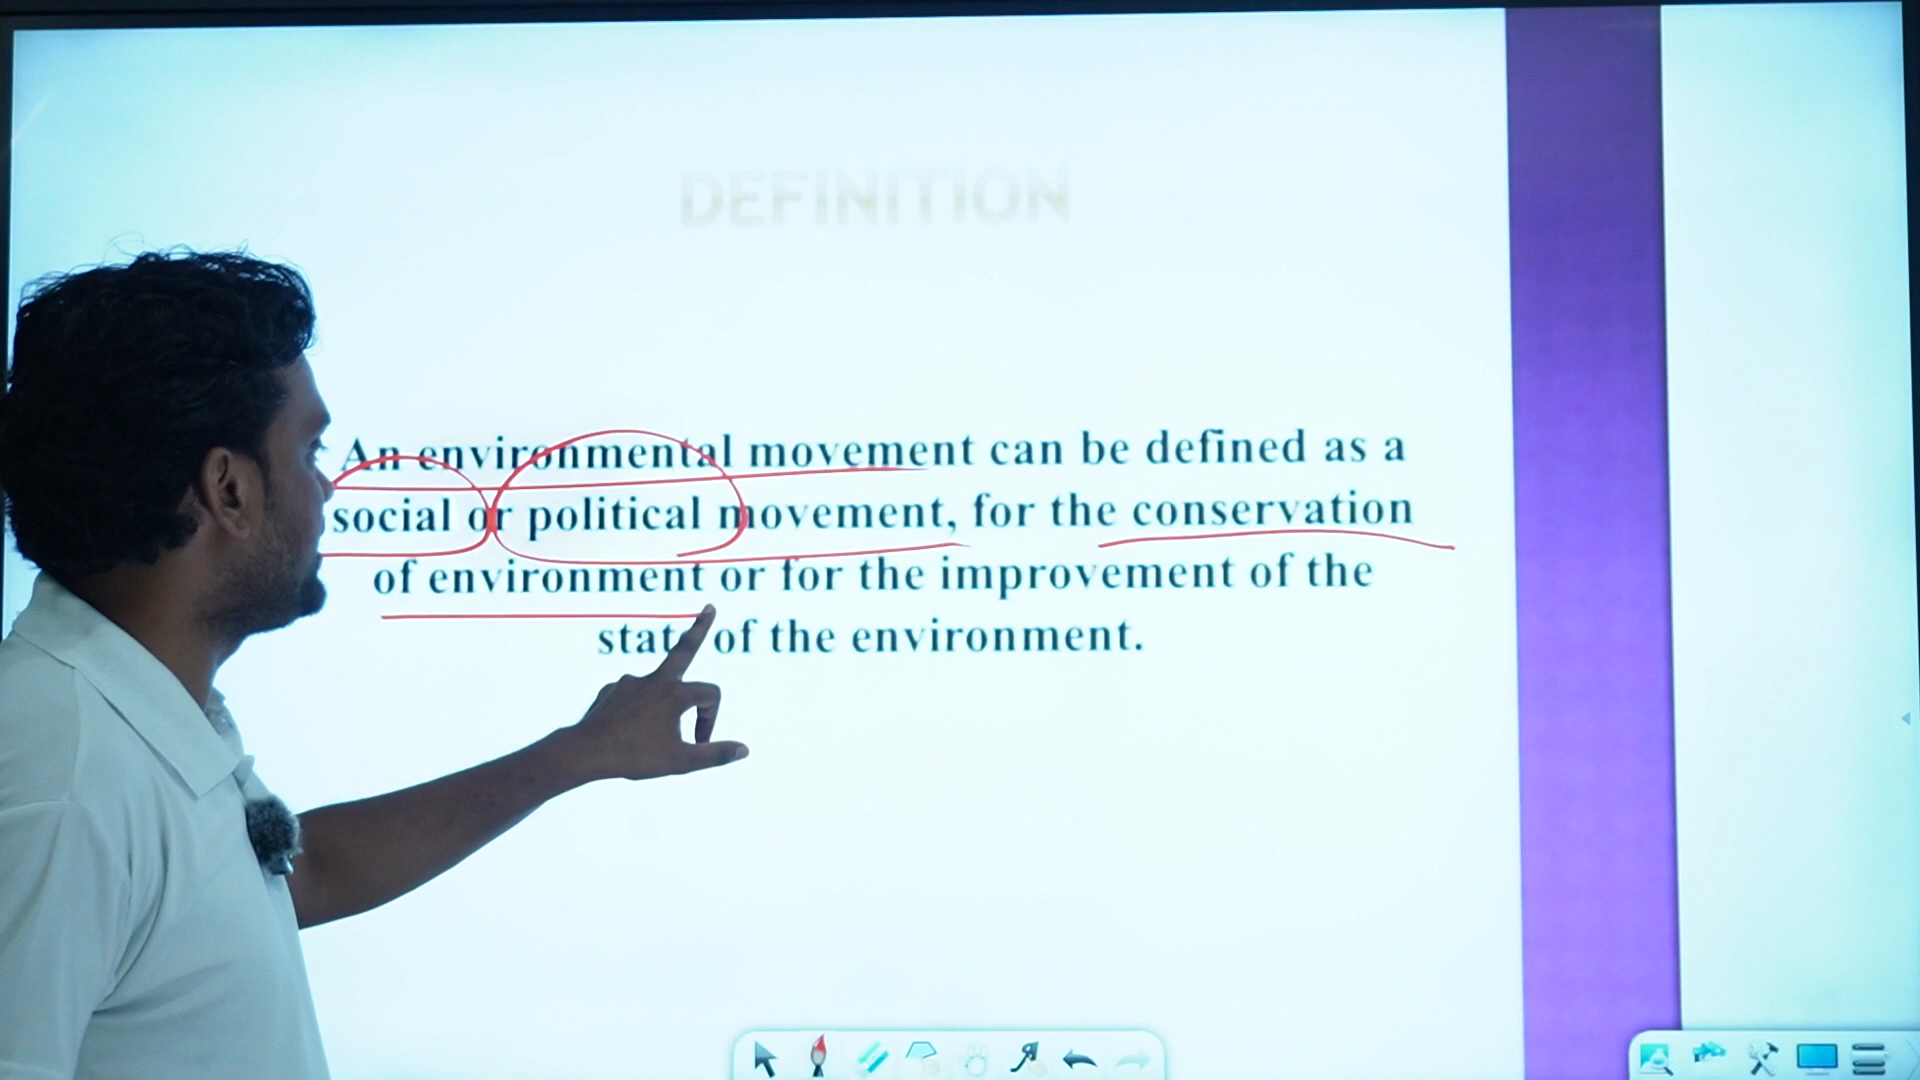 DEFINITION
An environmental movement can be defined as a
social or political movement, for the conservation
of environment or for the improvement of the
state of the environment.